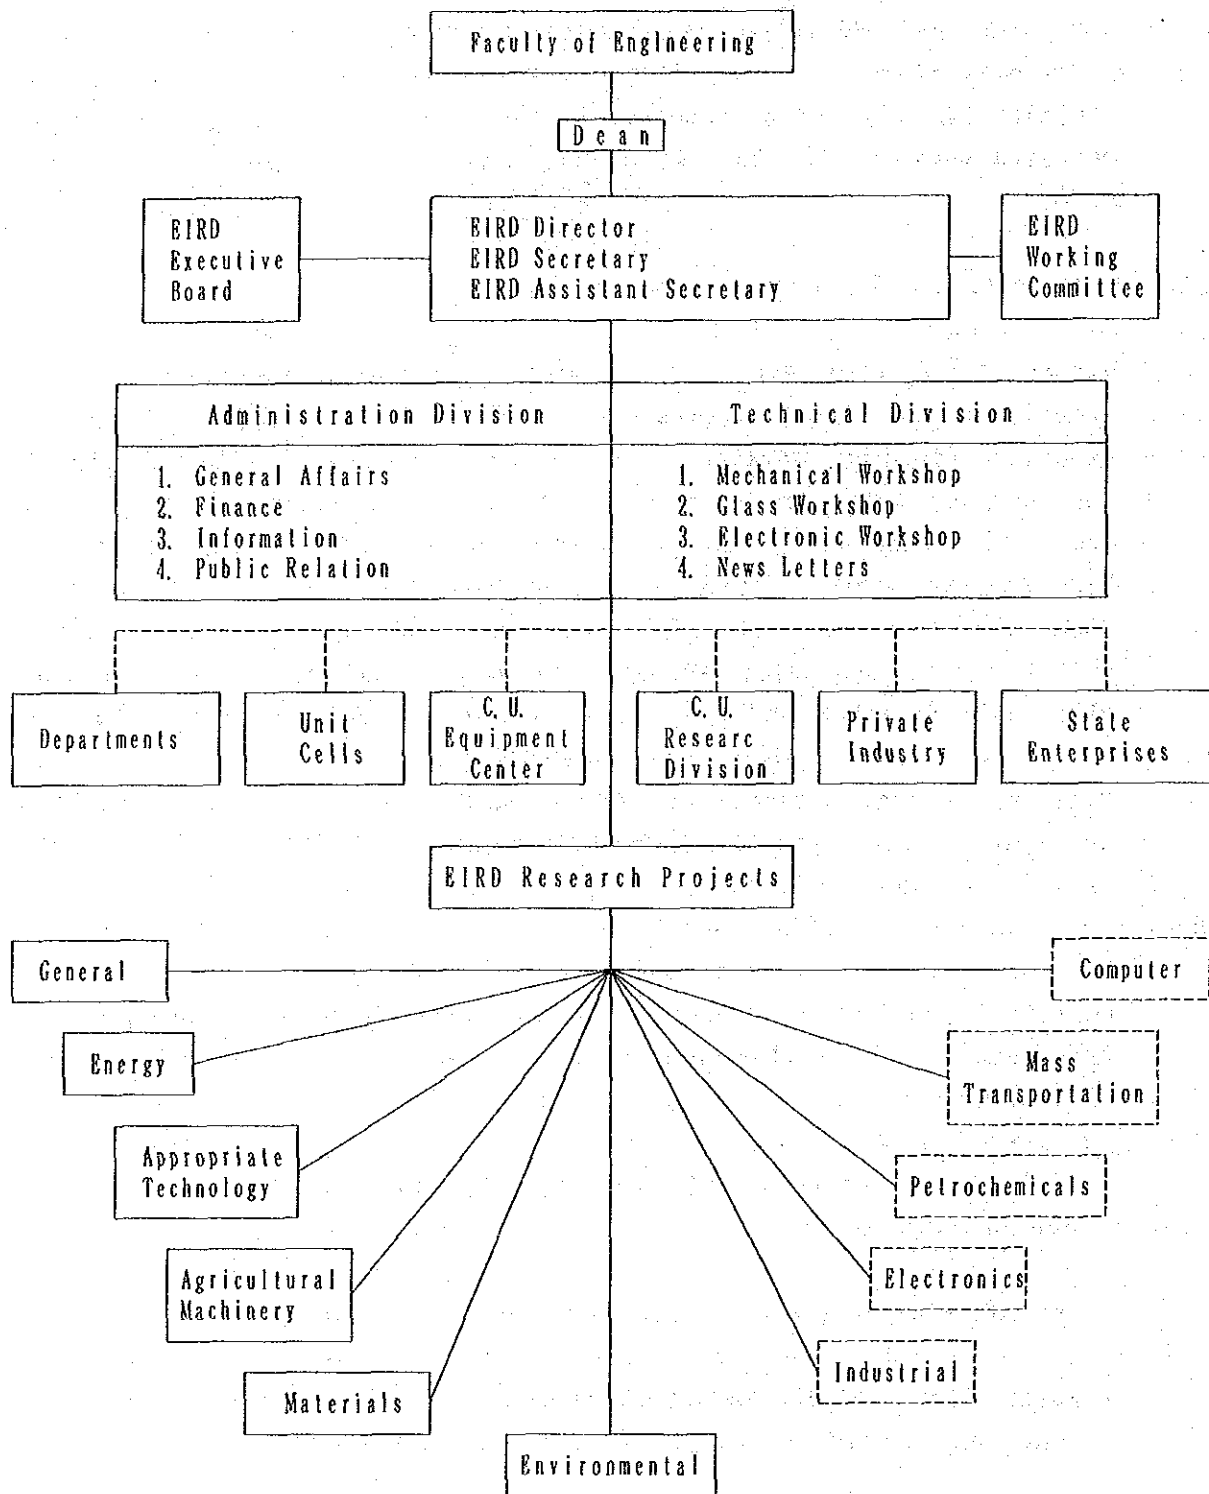 Faculty of Engineering
Dean
EIRD
Executive
Board
EIRD Director
EIRD Secretary
EIRD Assistant Secretary
EIRD
Working
Committee
Administration Division
1. General Affairs
2. Finance
3. Information
4. Public Relation
Technical Division
1. Mechanical Workshop
2. Glass Workshop
3. Electronic Workshop
4. News Letters
Departments
Unit
Cells
C. U.
Equipment
Center
C. U.
Researc
Division
Private
Industry
State
Enterprises
EIRD Research Projects
General
Computer
Energy
Mass
Transportation
Appropriate
Technology
Petrochemicals
Agricultural
Machinery
Electronics
Materials
Industrial
Environmental